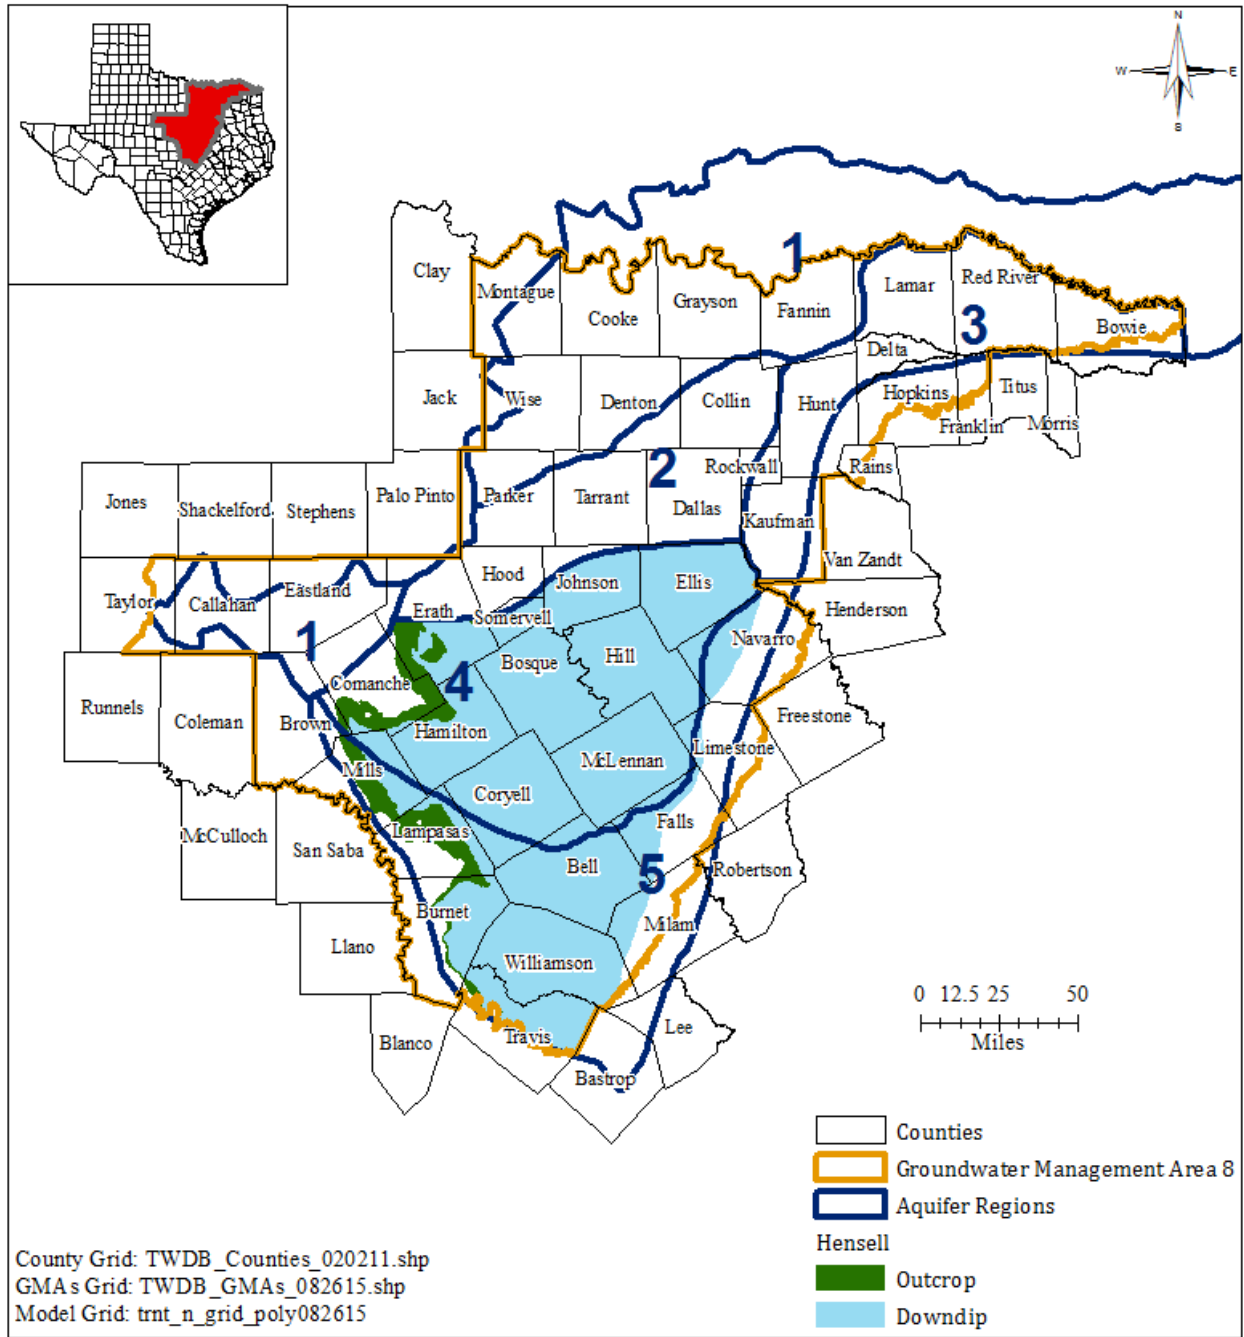 N
W E
S
1
Clay
Montague
Cooke
Grayson
Fannin
Lamar
Red River
3
Bowie
Delta
Jack
Wise
Denton
Collin
Hunt
Hopkins
Titus
Franklin
Morris
2
Rockwall
Rains
Jones
Shackelford
Stephens
Palo Pinto
Parker
Tarrant
Dallas
Kaufman
Van Zandt
Taylor
Callahan
Eastland
Hood
Johnson
Ellis
Erath
Somervell
Henderson
1
Navarro
Comanche
4
Bosque
Hill
Runnels
Coleman
Brown
Hamilton
Freestone
Limestone
Mills
McLennan
Coryell
McCulloch
San Saba
Lampasas
Falls
Bell
5
Robertson
Burnet
Milam
Llano
Williamson
Travis
Lee
Blanco
Bastrop
0 12.5 25 50
Miles
Counties
Groundwater Management Area 8
Aquifer Regions
Hensell
Outcrop
Downdip
County Grid: TWDB_Counties_020211.shp
GMAs Grid: TWDB_GMAs_082615.shp
Model Grid: trnt_n_grid_poly082615